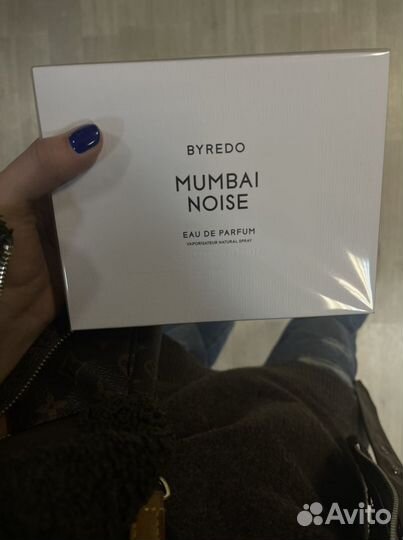 BYREDO
MUMBAI
NOISE
EAU DE PARFUM
VAPORISATEUR NATURAL SPRAY
Avito